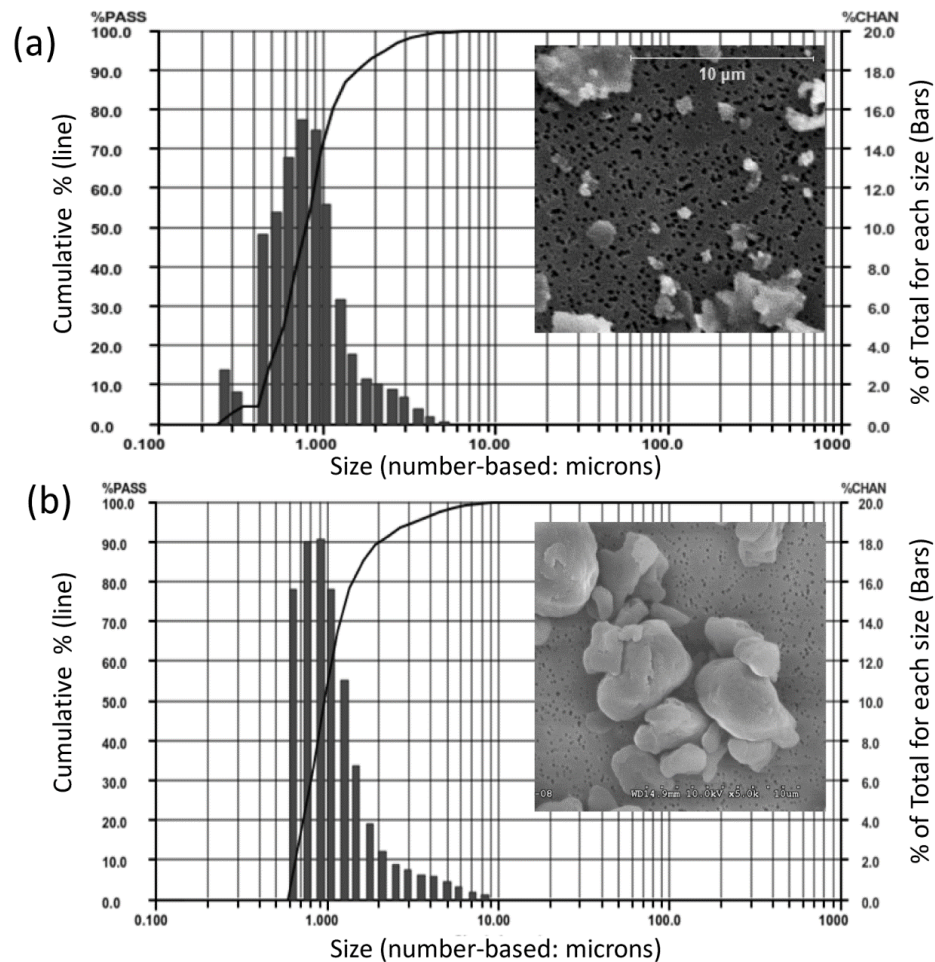 (a)
%PASS
%CHAN
100.0
90.0
80.0
70.0
60.0
50.0
40.0
30.0
20.0
10.0
0.0
Cumulative % (line)
20.0
18.0
16.0
14.0
12.0
10.0
8.0
6.0
4.0
2.0
0.0
% of Total for each size (Bars)
10 µm
0.100 1.000 10.00 100.0 1000
Size (number-based: microns)
(b)
%PASS
%CHAN
100.0
90.0
80.0
70.0
60.0
50.0
40.0
30.0
20.0
10.0
0.0
Cumulative % (line)
20.0
18.0
16.0
14.0
12.0
10.0
8.0
6.0
4.0
2.0
0.0
% of Total for each size (Bars)
-08 WD14.9mm 10.0kV x5.0k 10um
0.100 1.000 10.00 100.0 1000
Size (number-based: microns)